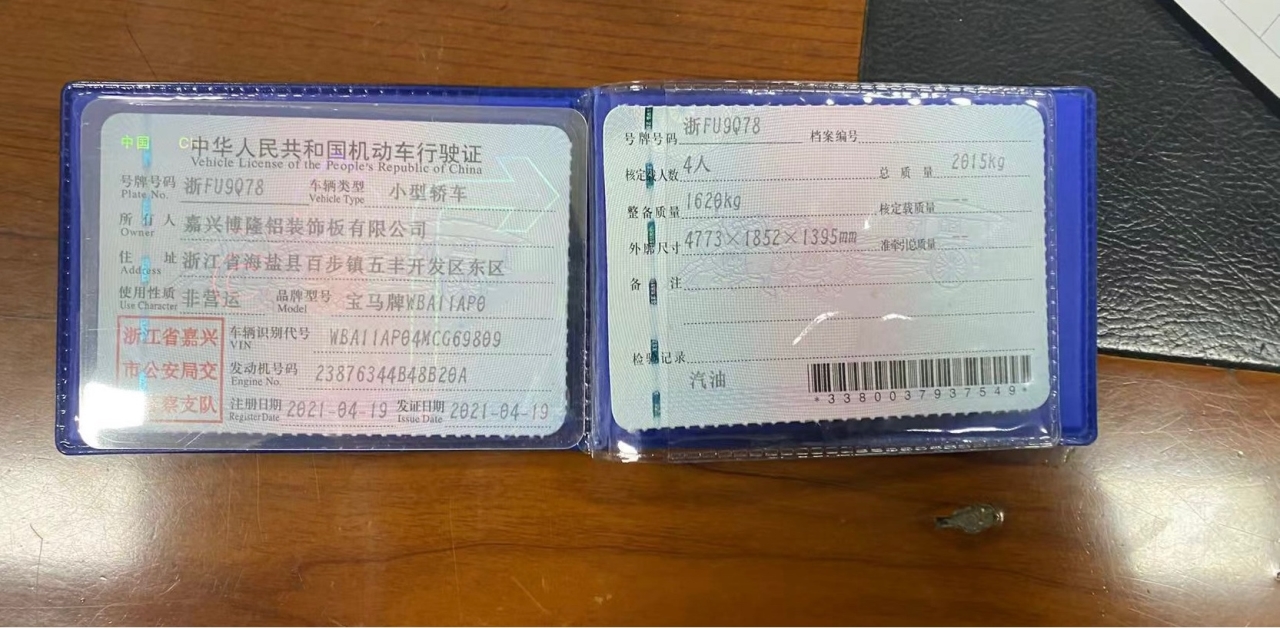 中国
中华人民共和国机动车行驶证
Vehicle License of the People's Republic of China
号牌号码 浙FU9Q78 车辆类型 小型轿车
Plate No. Vehicle Type
所有人 嘉兴博隆铝装饰板有限公司
Owner
住址 浙江省海盐县百步镇五丰开发区东区
Address
使用性质 非营运 品牌型号 宝马牌WBA11AP0
Use Character Model
浙江省嘉兴
市公安局交
察支队
车辆识别代号 WBA11AP04MCG69809
VIN
发动机号码 23876344B48B20A
Engine No.
注册日期 2021-04-19 发证日期 2021-04-19
Register Date Issue Date
号牌号码 浙FU9Q78 档案编号
核定载人数 4人 总质量 2015kg
整备质量 1620kg 核定载质量 --
外廓尺寸 4773×1852×1395mm 准牵引总质量 --
备注
检验记录
汽油
*3380037937549*